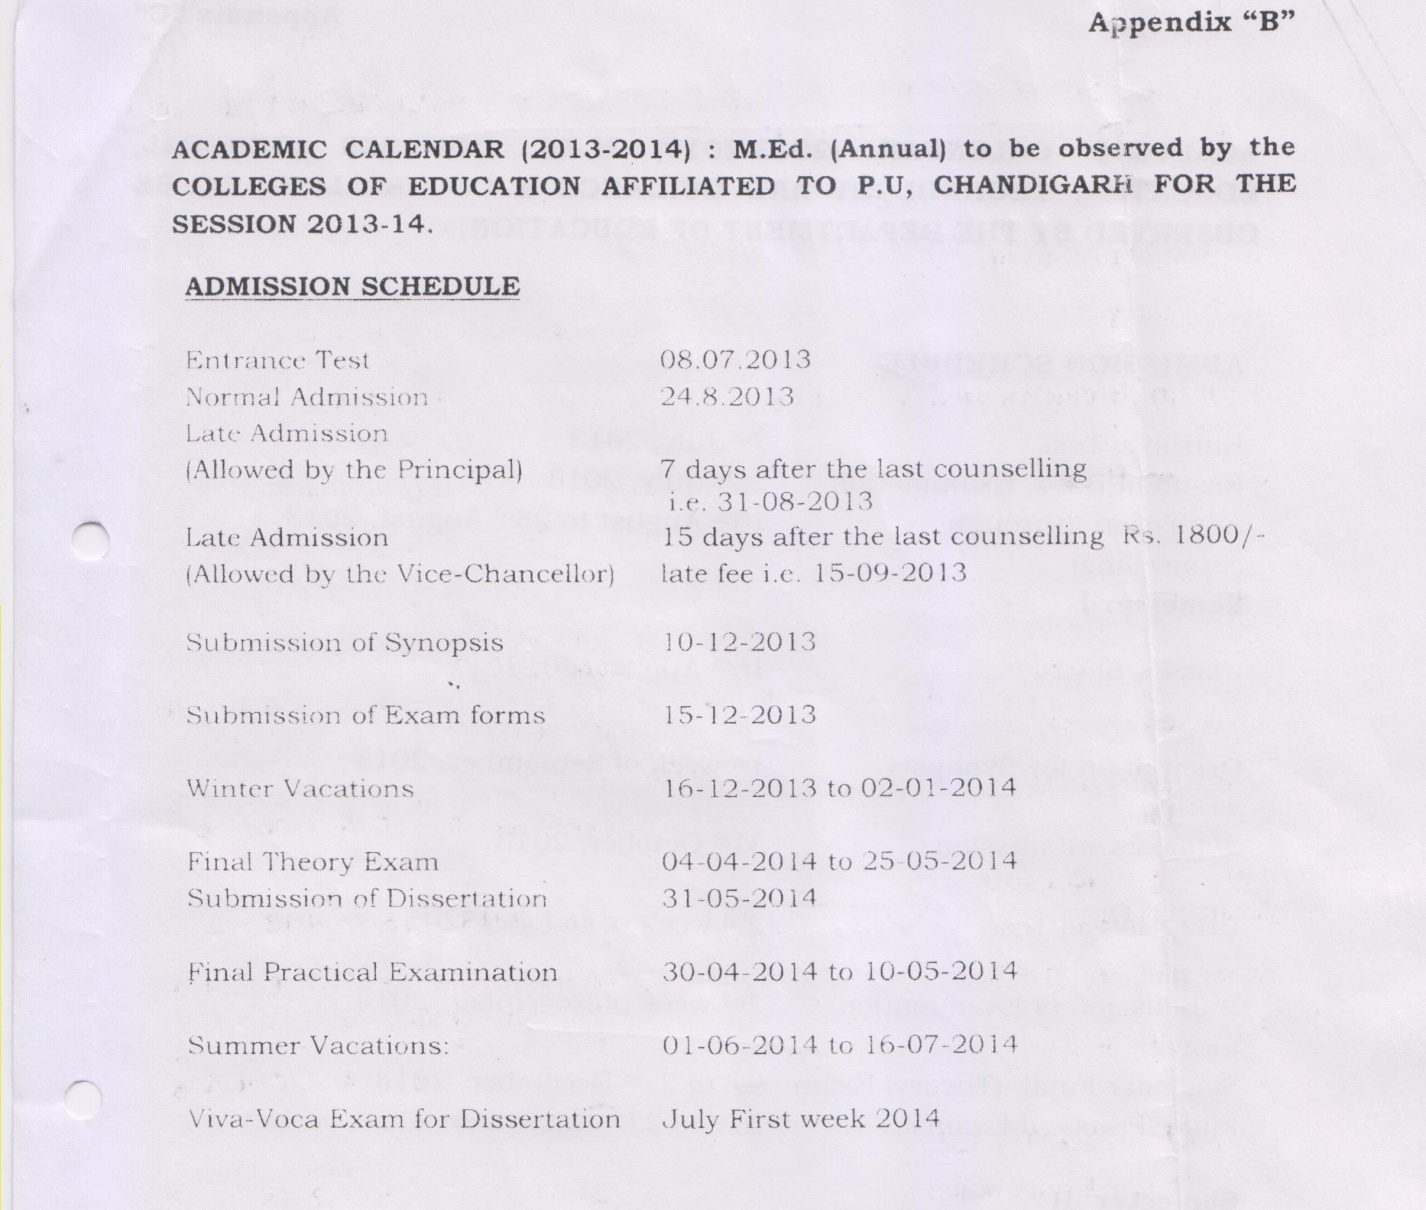 Appendix “B”
ACADEMIC CALENDAR (2013-2014) : M.Ed. (Annual) to be observed by the
COLLEGES OF EDUCATION AFFILIATED TO P.U, CHANDIGARH FOR THE
SESSION 2013-14.
ADMISSION SCHEDULE
Entrance Test 08.07.2013
Normal Admission 24.8.2013
Late Admission
(Allowed by the Principal) 7 days after the last counselling
i.e. 31-08-2013
Late Admission 15 days after the last counselling Rs. 1800/-
(Allowed by the Vice-Chancellor) late fee i.e. 15-09-2013
Submission of Synopsis 10-12-2013
Submission of Exam forms 15-12-2013
Winter Vacations 16-12-2013 to 02-01-2014
Final Theory Exam 04-04-2014 to 25-05-2014
Submission of Dissertation 31-05-2014
Final Practical Examination 30-04-2014 to 10-05-2014
Summer Vacations: 01-06-2014 to 16-07-2014
Viva-Voca Exam for Dissertation July First week 2014